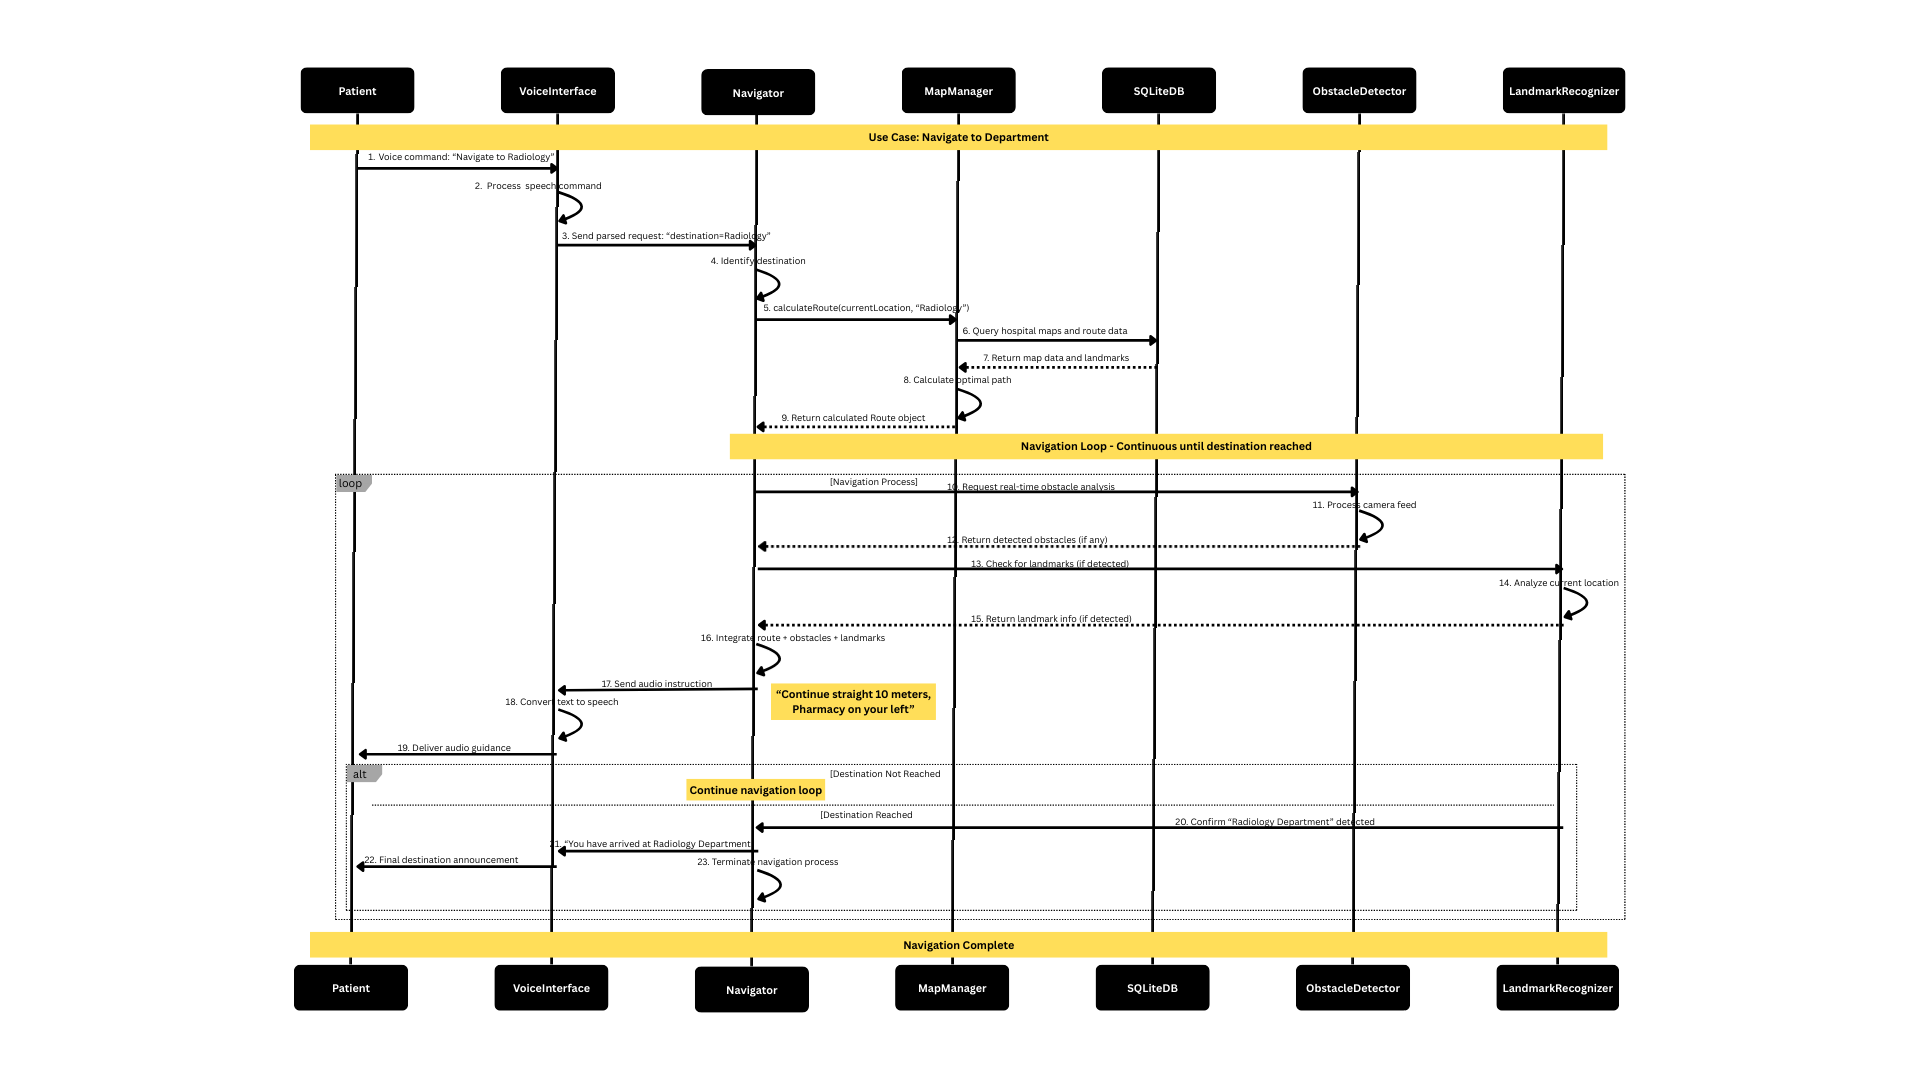 Patient
VoiceInterface
Navigator
MapManager
SQLiteDB
ObstacleDetector
LandmarkRecognizer
Use Case: Navigate to Department
1. Voice command: “Navigate to Radiology”
2. Process speech command
3. Send parsed request: “destination=Radiology”
4. Identify destination
5. calculateRoute(currentLocation, “Radiology”)
6. Query hospital maps and route data
7. Return map data and landmarks
8. Calculate optimal path
9. Return calculated Route object
Navigation Loop - Continuous until destination reached
loop
[Navigation Process]
10. Request real-time obstacle analysis
11. Process camera feed
12. Return detected obstacles (if any)
13. Check for landmarks (if detected)
14. Analyze current location
15. Return landmark info (if detected)
16. Integrate route + obstacles + landmarks
17. Send audio instruction
“Continue straight 10 meters,
Pharmacy on your left”
18. Convert text to speech
19. Deliver audio guidance
alt
[Destination Not Reached
Continue navigation loop
[Destination Reached
20. Confirm “Radiology Department” detected
21. “You have arrived at Radiology Department
22. Final destination announcement
23. Terminate navigation process
Navigation Complete
Patient
VoiceInterface
Navigator
MapManager
SQLiteDB
ObstacleDetector
LandmarkRecognizer